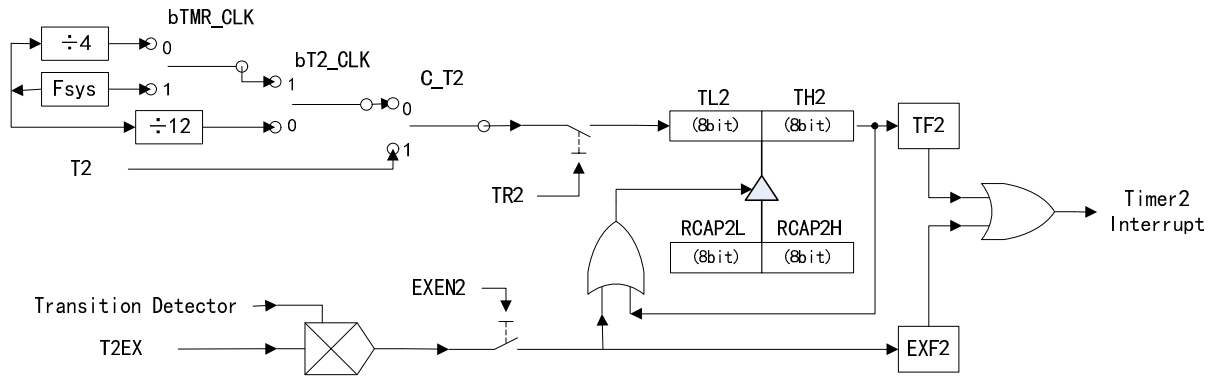 bTMR_CLK
÷4
0
bT2_CLK
Fsys
1
1
C_T2
÷12
0
0
1
T2
TR2
TL2
TH2
(8bit)
(8bit)
TF2
RCAP2L
RCAP2H
(8bit)
(8bit)
Timer2
Interrupt
EXEN2
Transition Detector
T2EX
EXF2